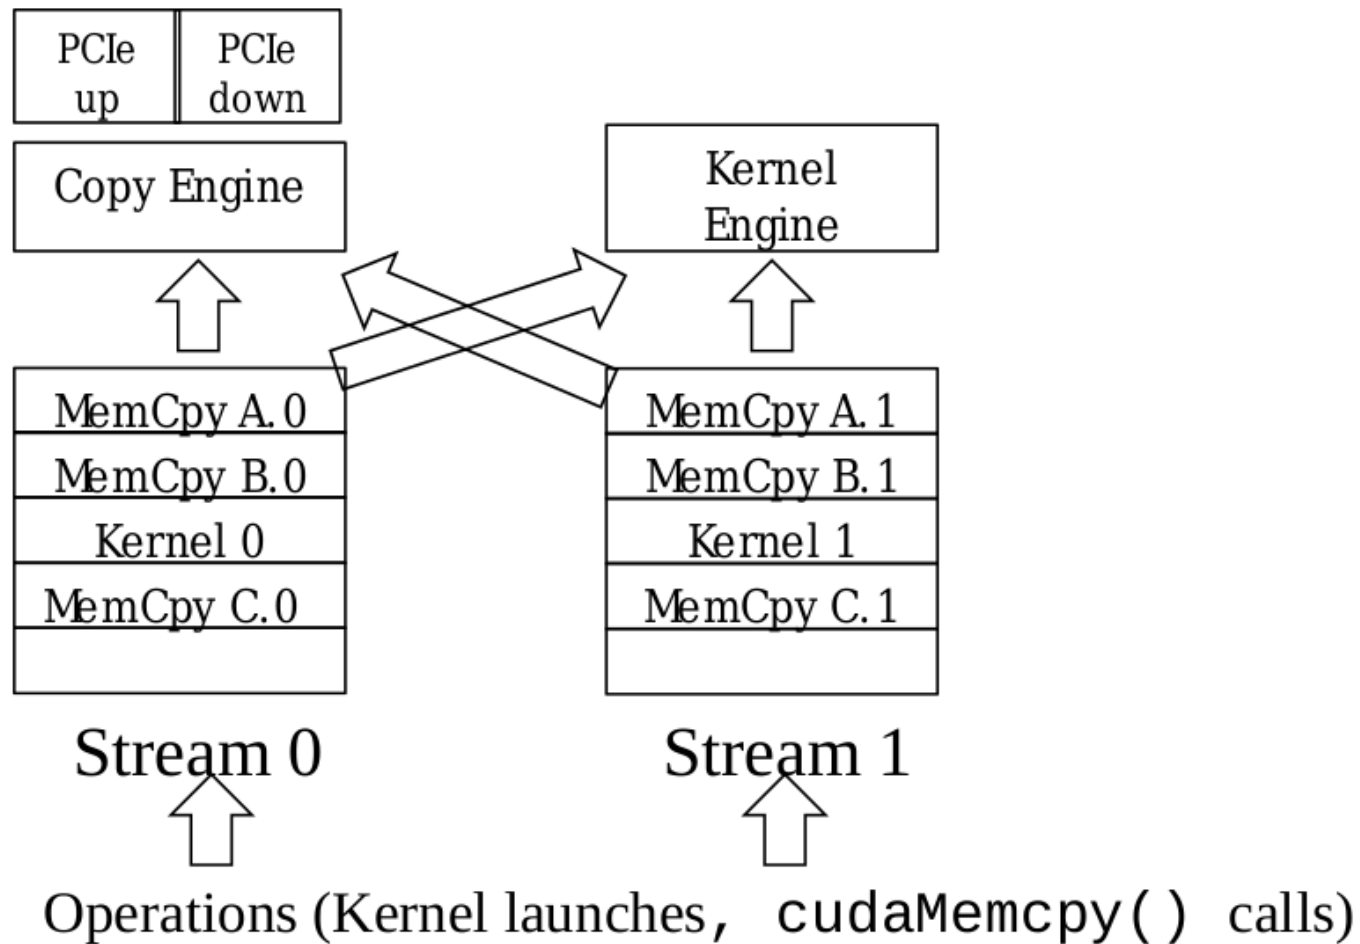 PCIe
up
PCIe
down
Copy Engine
Kernel
Engine
MemCpy A.0
MemCpy B.0
Kernel 0
MemCpy C.0
MemCpy A.1
MemCpy B.1
Kernel 1
MemCpy C.1
Stream 0
Stream 1
Operations (Kernel launches, cudaMemcpy() calls)